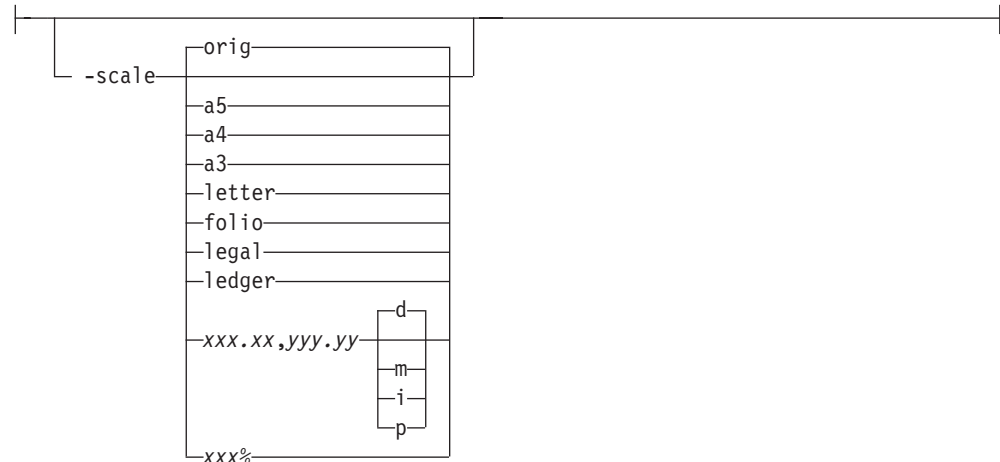 orig
-scale
a5
a4
a3
letter
folio
legal
ledger
d
xxx.xx,yyy.yy
m
i
p
xxx%